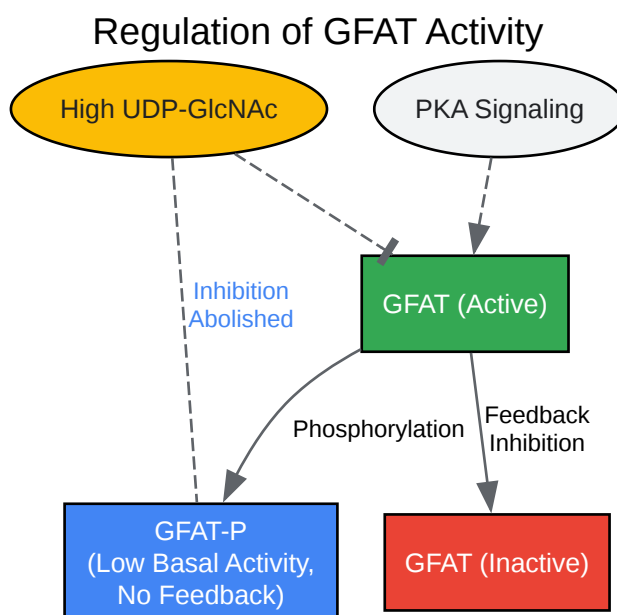 Regulation of GFAT Activity
High UDP-GlcNAc
PKA Signaling
Inhibition
Abolished
GFAT (Active)
Phosphorylation
Feedback
Inhibition
GFAT-P
(Low Basal Activity,
No Feedback)
GFAT (Inactive)